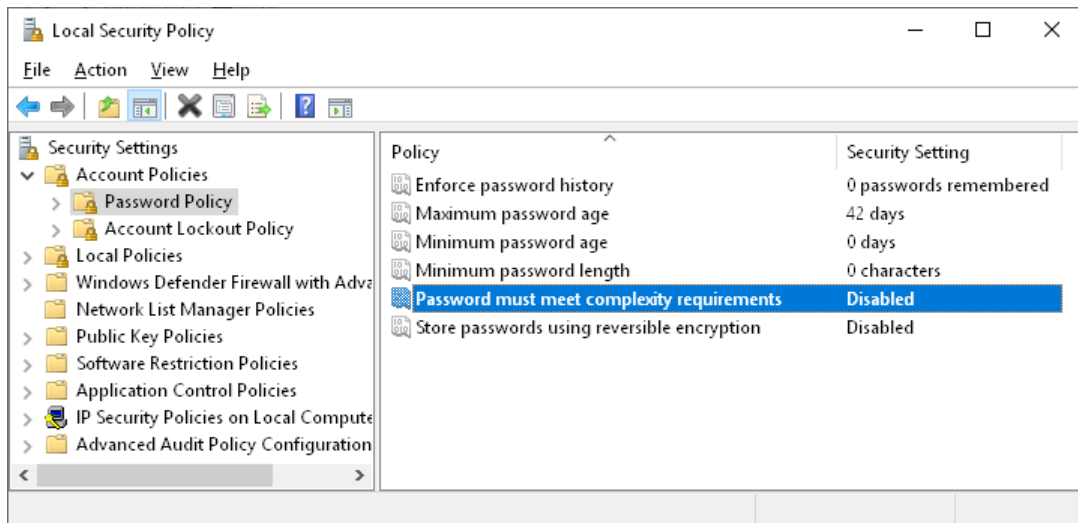 Local Security Policy
File Action View Help
Security Settings
Account Policies
Password Policy
Account Lockout Policy
Local Policies
Windows Defender Firewall with Adva
Network List Manager Policies
Public Key Policies
Software Restriction Policies
Application Control Policies
IP Security Policies on Local Compute
Advanced Audit Policy Configuration
Policy Security Setting
Enforce password history 0 passwords remembered
Maximum password age 42 days
Minimum password age 0 days
Minimum password length 0 characters
Password must meet complexity requirements Disabled
Store passwords using reversible encryption Disabled